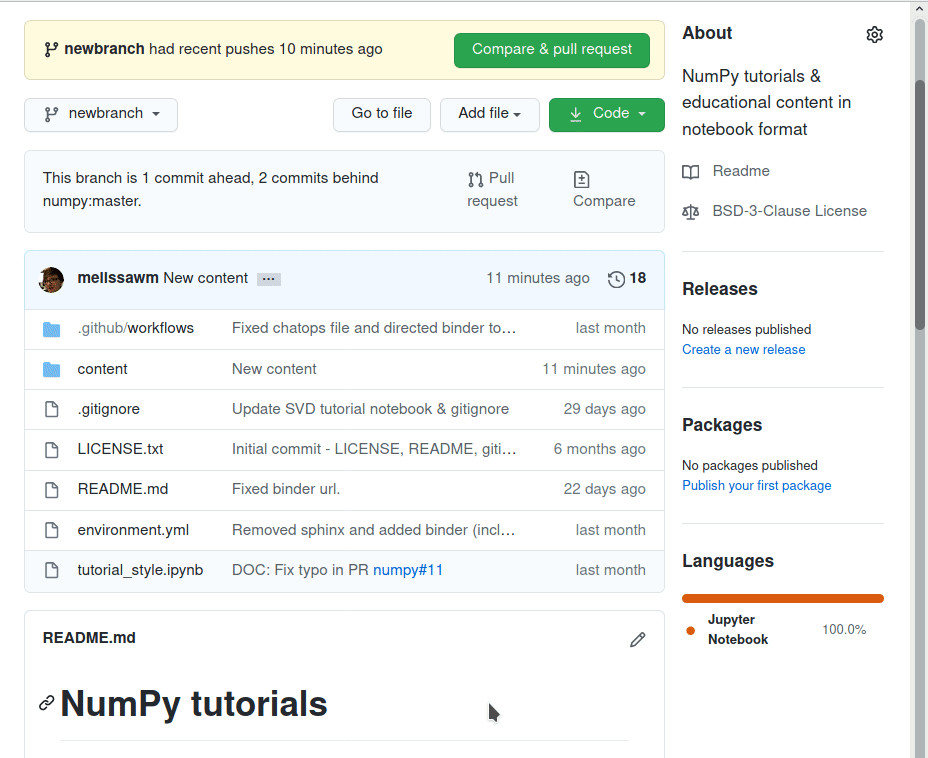 newbranch had recent pushes 10 minutes ago
Compare & pull request
newbranch
Go to file
Add file
Code
This branch is 1 commit ahead, 2 commits behind
numpy:master.
Pull
request
Compare
melissawm New content ...
11 minutes ago
18
.github/workflows Fixed chatops file and directed binder to… last month
content New content 11 minutes ago
.gitignore Update SVD tutorial notebook & gitignore 29 days ago
LICENSE.txt Initial commit - LICENSE, README, giti… 6 months ago
README.md Fixed binder url. 22 days ago
environment.yml Removed sphinx and added binder (incl… last month
tutorial_style.ipynb DOC: Fix typo in PR numpy#11 last month
README.md
NumPy tutorials
About
NumPy tutorials &
educational content in
notebook format
Readme
BSD-3-Clause License
Releases
No releases published
Create a new release
Packages
No packages published
Publish your first package
Languages
Jupyter
Notebook
100.0%